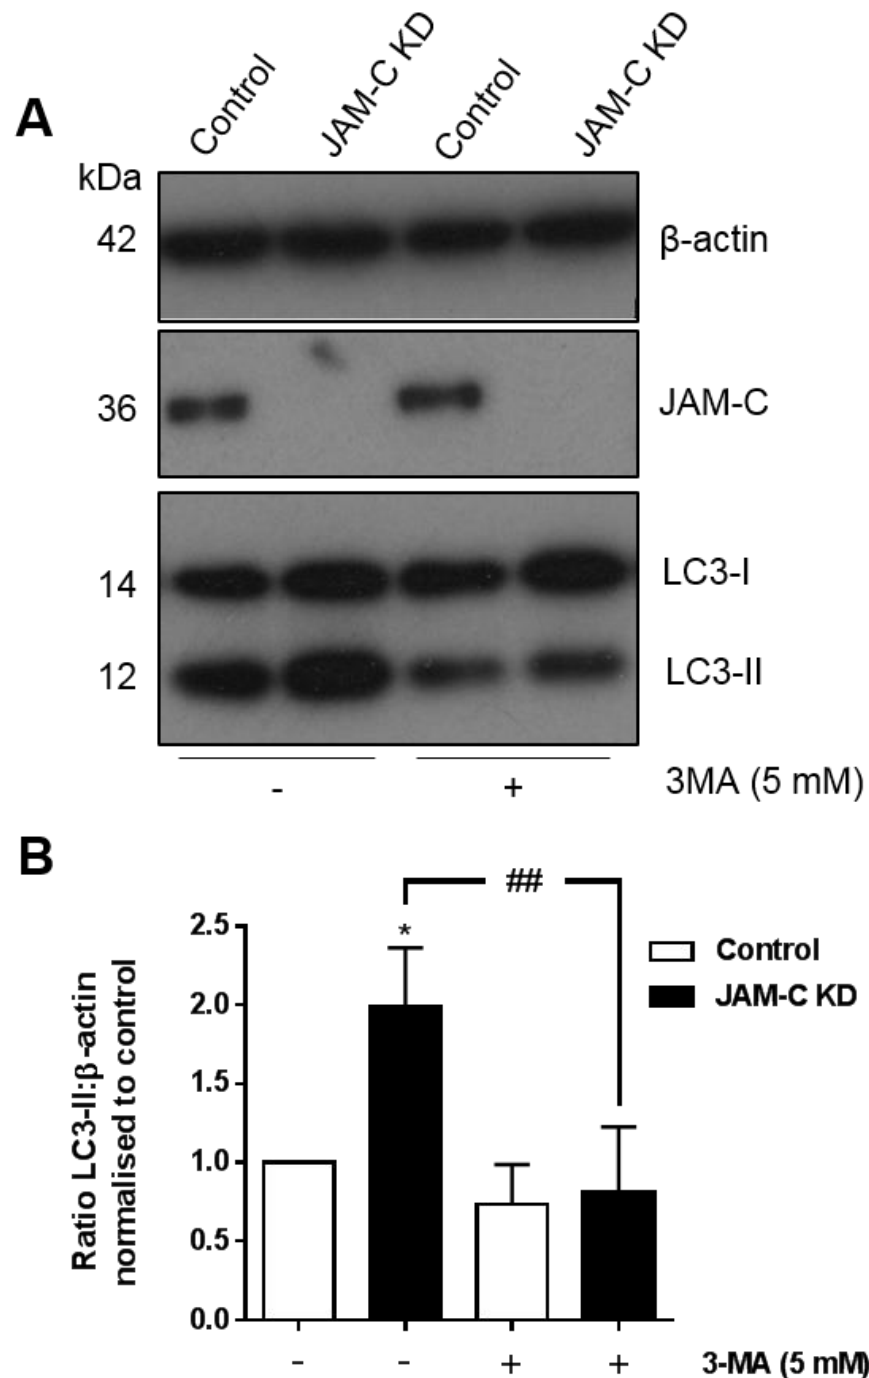 A
Control
JAM-C KD
Control
JAM-C KD
kDa
42
β-actin
36
JAM-C
14
LC3-I
12
LC3-II
-
+
3MA (5 mM)
B
##
*
2.5
2.0
1.5
1.0
0.5
0.0
Ratio LC3-II:β-actin
normalised to control
Control
JAM-C KD
- - + + 3-MA (5 mM)